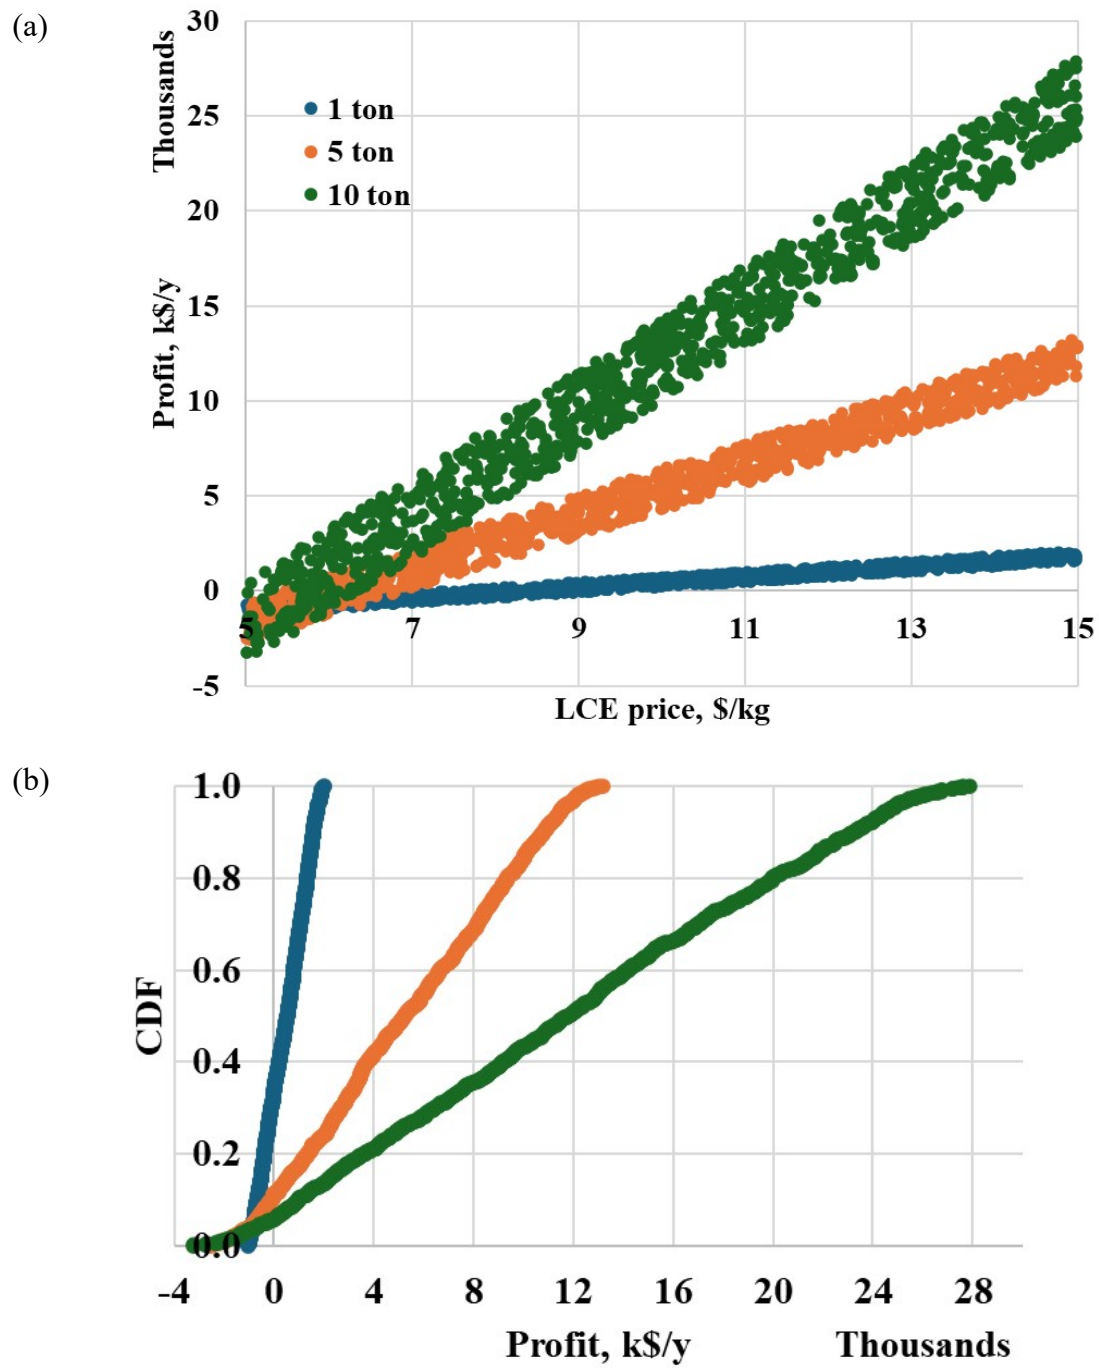 (a)
Thousands
Profit, k$/y
30
25
20
15
10
5
0
-5
1 ton
5 ton
10 ton
5 7 9 11 13 15
LCE price, $/kg
(b)
CDF
1.0
0.8
0.6
0.4
0.2
0.0
-4 0 4 8 12 16 20 24 28
Profit, k$/y Thousands